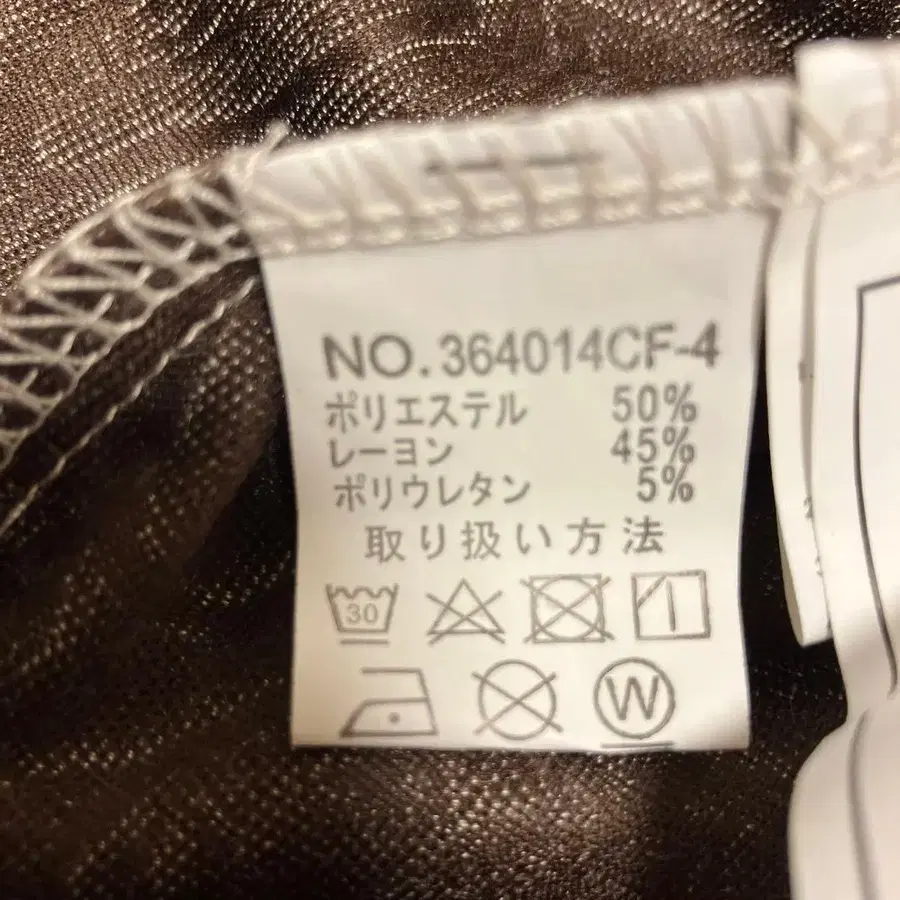 NO.364014CF-4
ポリエステル 50%
レーヨン 45%
ポリウレタン 5%
取り扱い方法
30
W